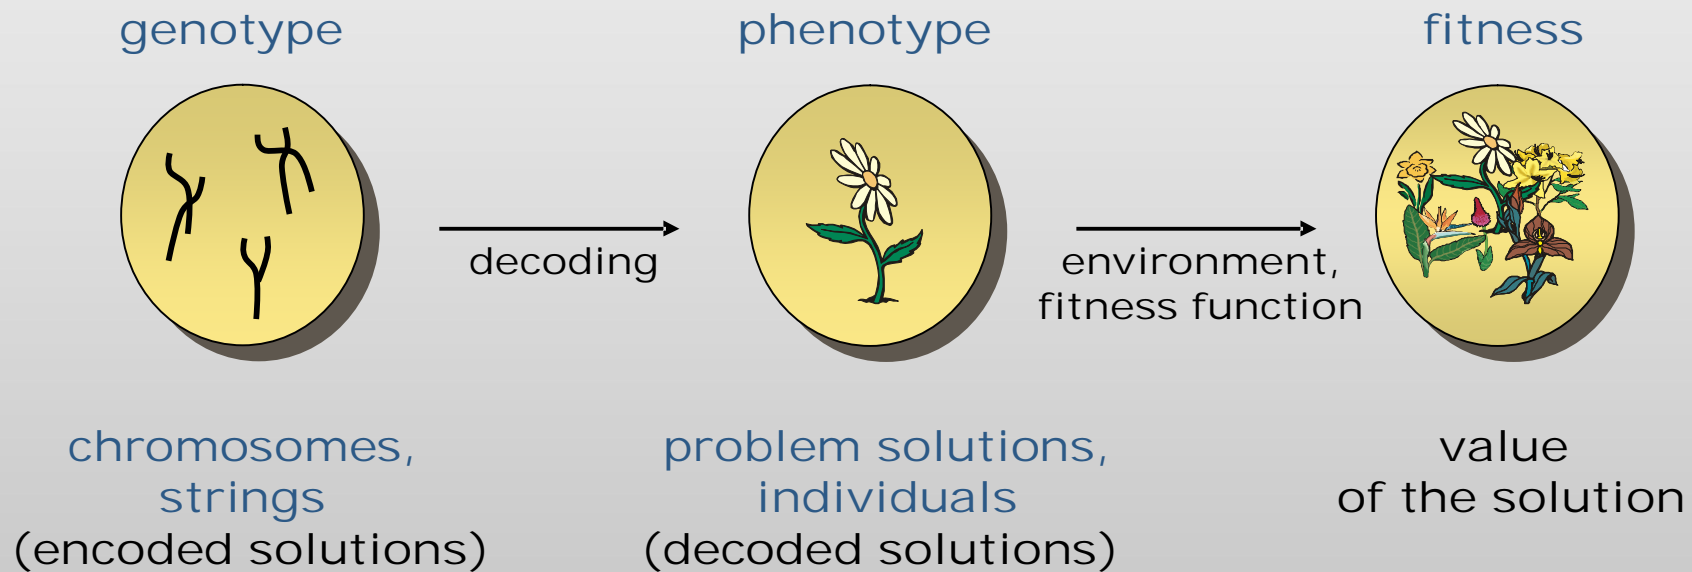 genotype
phenotype
fitness
decoding
environment,
fitness function
chromosomes,
strings
(encoded solutions)
problem solutions,
individuals
(decoded solutions)
value
of the solution